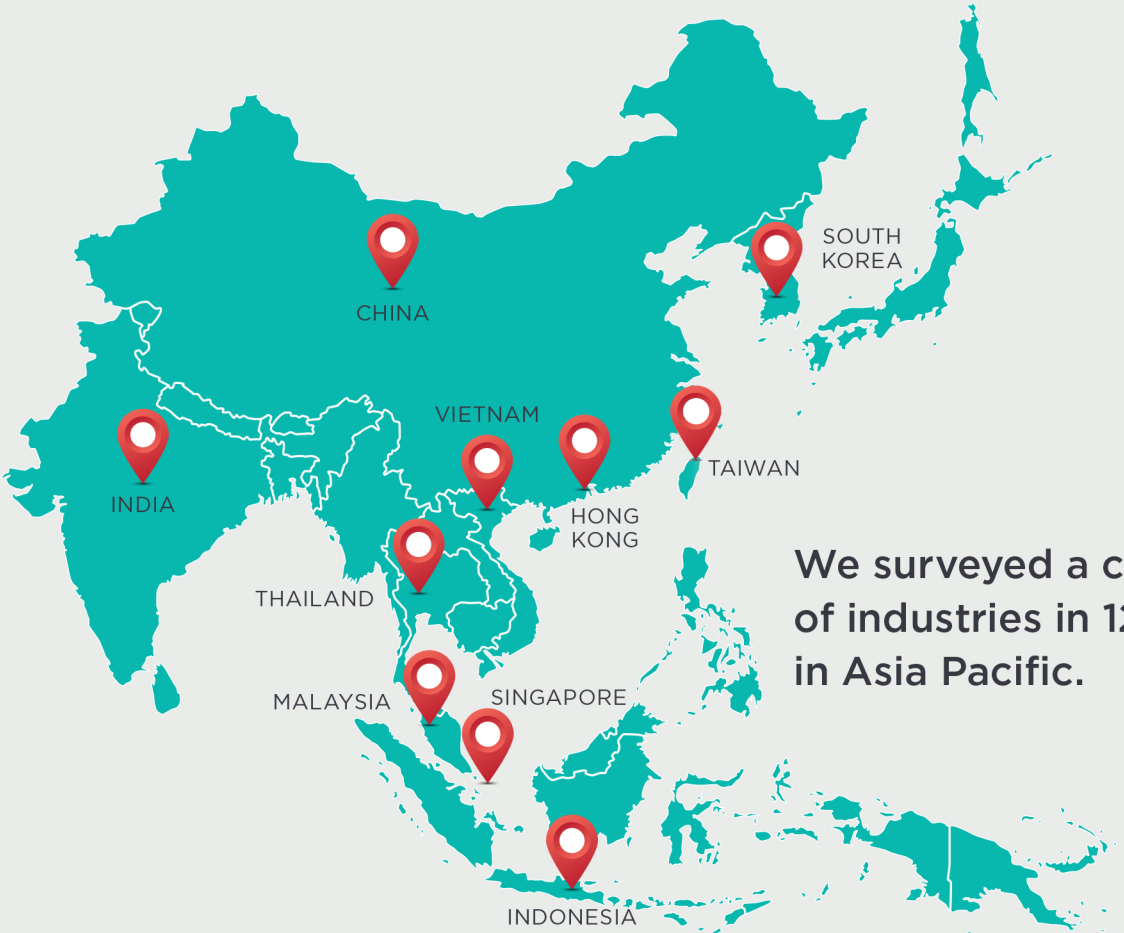 SOUTH
KOREA
CHINA
VIETNAM
TAIWAN
INDIA
HONG
KONG
We surveyed a
of industries in
in Asia Pacific.
THAILAND
MALAYSIA
SINGAPORE
INDONESIA